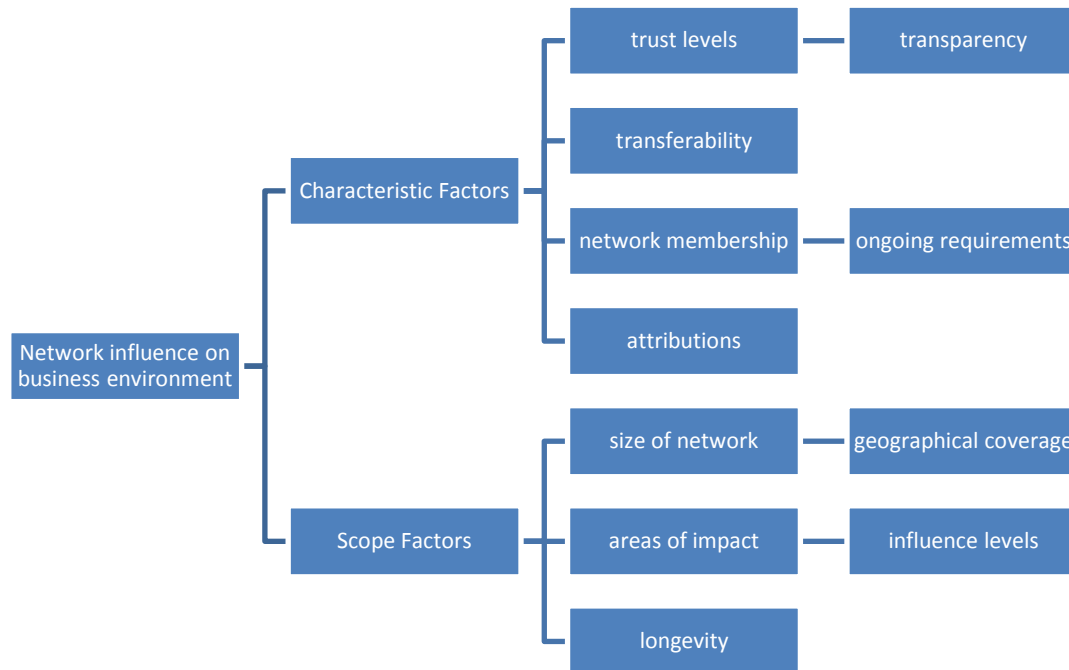 trust levels
transparency
transferability
Characteristic Factors
network membership
ongoing requirements
attributions
Network influence on
business environment
size of network
geographical coverage
Scope Factors
areas of impact
influence levels
longevity